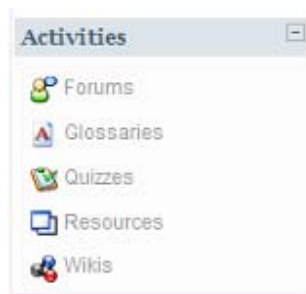 Activities
Forums
Glossaries
Quizzes
Resources
Wikis